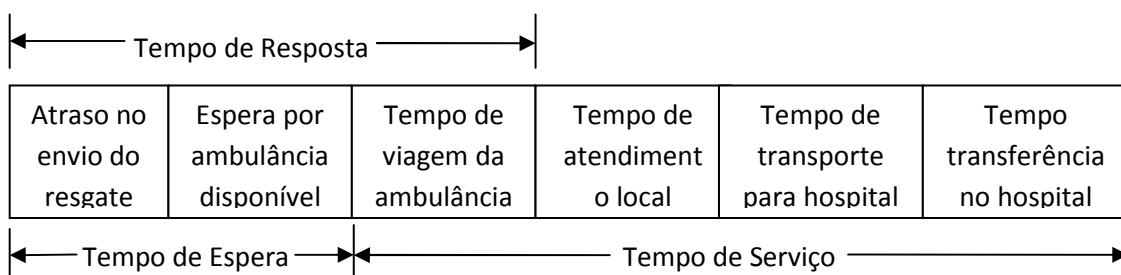 Tempo de Resposta
Atraso no
envio do
resgate
Espera por
ambulância
disponível
Tempo de
viagem da
ambulância
Tempo de
atendiment
o local
Tempo de
transporte
para hospital
Tempo
transferência
no hospital
Tempo de Espera
Tempo de Serviço